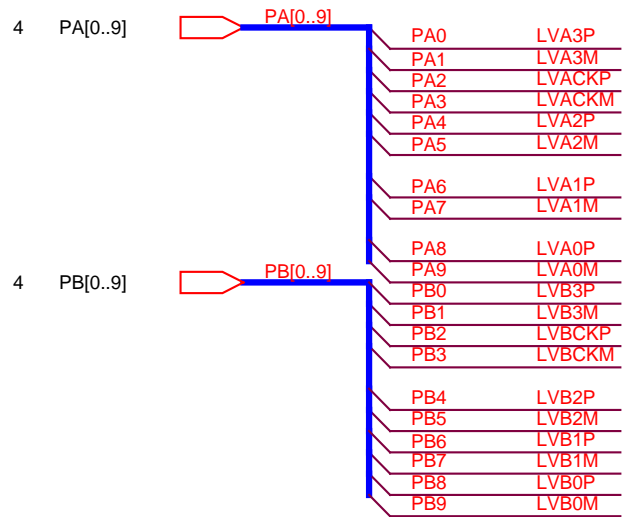 4 PA[0..9] PA[0..9]
PA0 LVA3P
PA1 LVA3M
PA2 LVACKP
PA3 LVACKM
PA4 LVA2P
PA5 LVA2M
PA6 LVA1P
PA7 LVA1M
PA8 LVA0P
PA9 LVA0M
4 PB[0..9] PB[0..9]
PB0 LVB3P
PB1 LVB3M
PB2 LVBCKP
PB3 LVBCKM
PB4 LVB2P
PB5 LVB2M
PB6 LVB1P
PB7 LVB1M
PB8 LVB0P
PB9 LVB0M